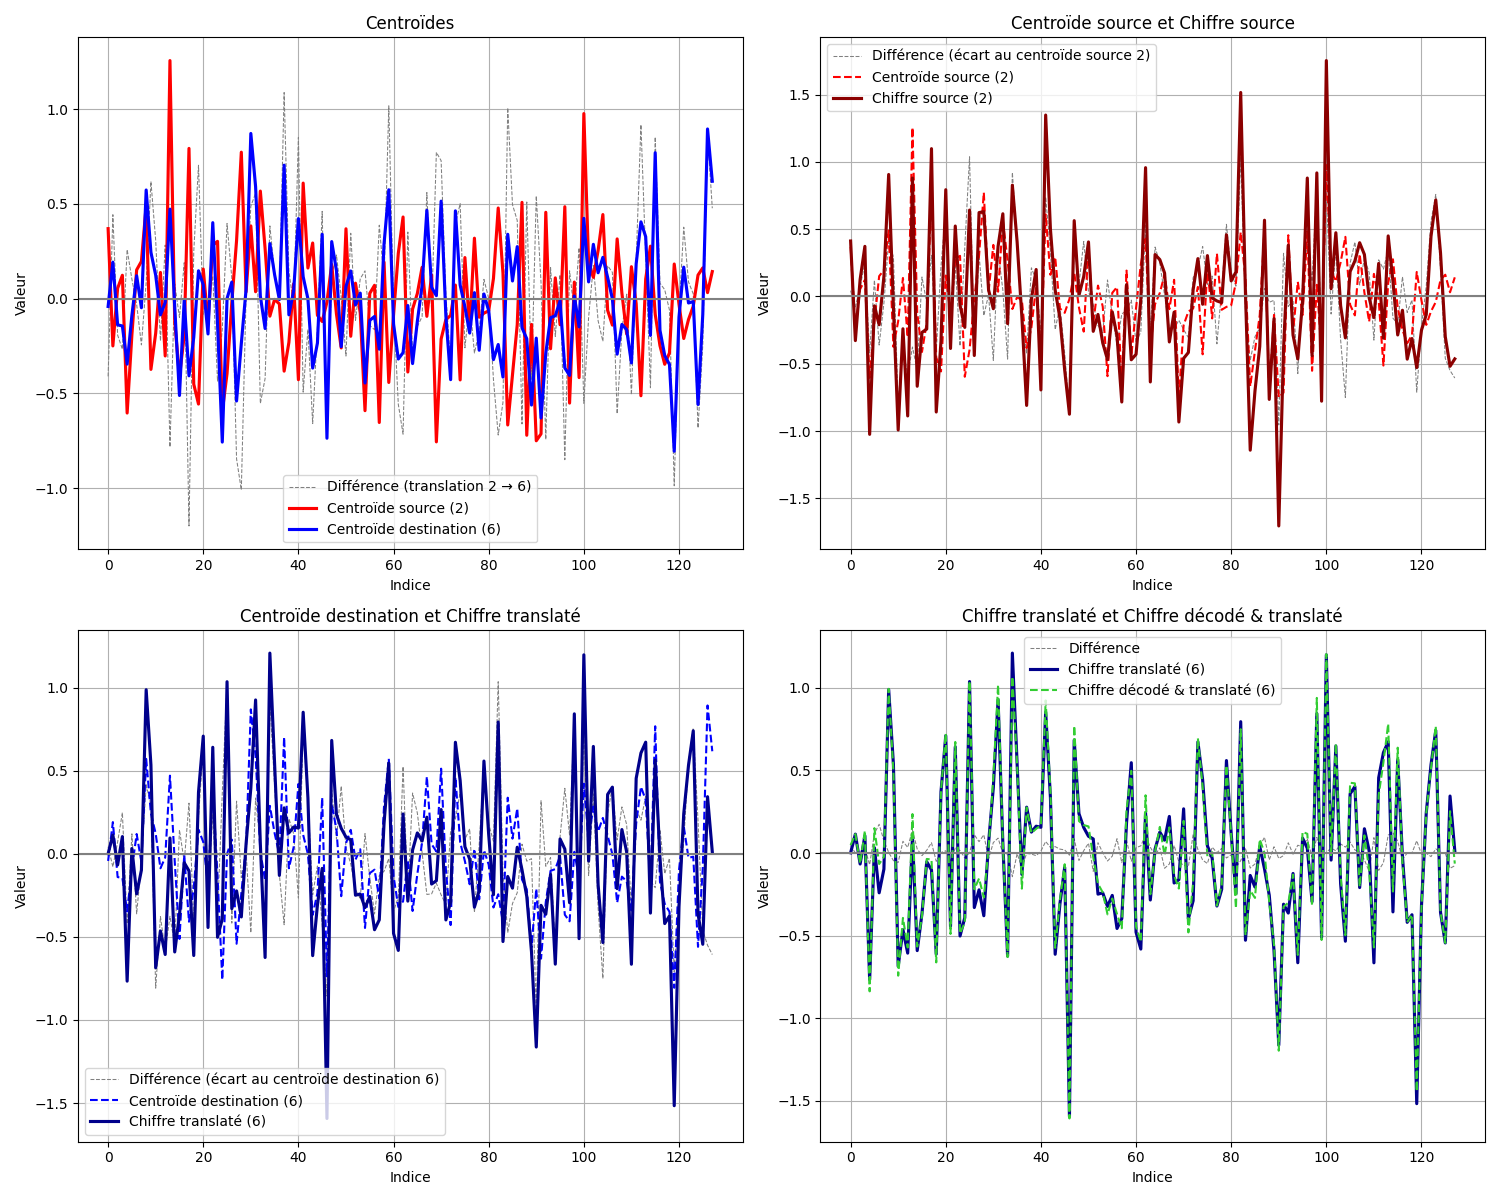 Centroïdes
Valeur
1.0
0.5
0.0
−0.5
−1.0
Différence (translation 2 → 6)
Centroïde source (2)
Centroïde destination (6)
0 20 40 60 80 100 120
Indice
Centroïde source et Chiffre source
Valeur
1.5
1.0
0.5
0.0
−0.5
−1.0
−1.5
Différence (écart au centroïde source 2)
Centroïde source (2)
Chiffre source (2)
0 20 40 60 80 100 120
Indice
Centroïde destination et Chiffre translaté
Valeur
1.0
0.5
0.0
−0.5
−1.0
−1.5
Différence (écart au centroïde destination 6)
Centroïde destination (6)
Chiffre translaté (6)
0 20 40 60 80 100 120
Indice
Chiffre translaté et Chiffre décodé & translaté
Valeur
1.0
0.5
0.0
−0.5
−1.0
−1.5
Différence
Chiffre translaté (6)
Chiffre décodé & translaté (6)
0 20 40 60 80 100 120
Indice